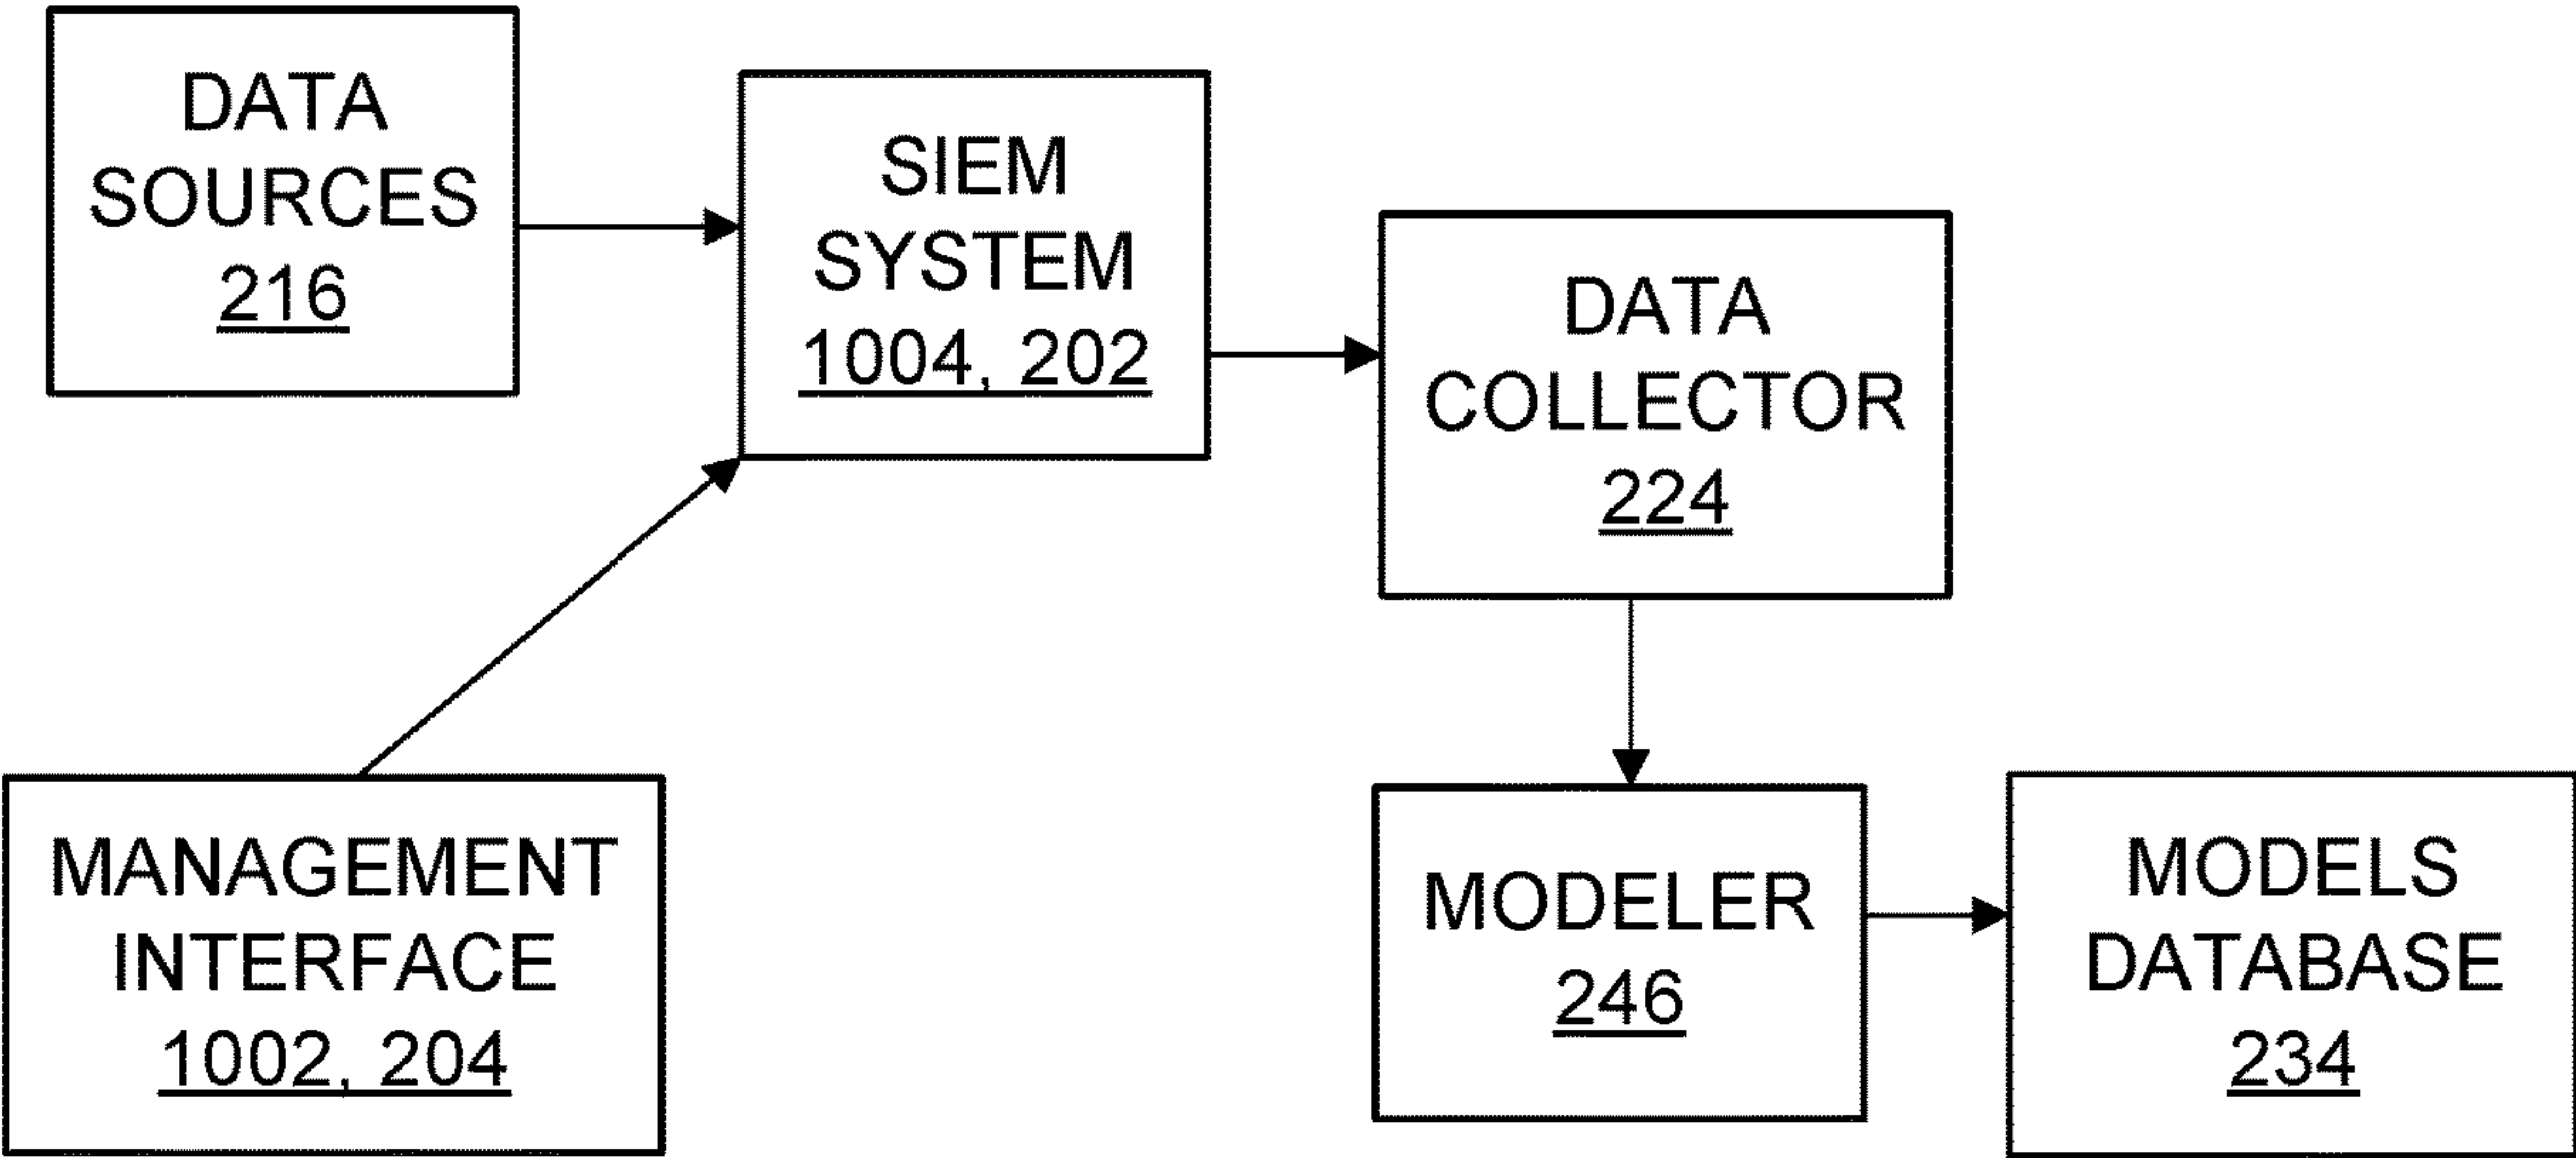 DATA
SOURCES
216
SIEM
SYSTEM
1004, 202
DATA
COLLECTOR
224
MANAGEMENT
INTERFACE
1002, 204
MODELER
246
MODELS
DATABASE
234